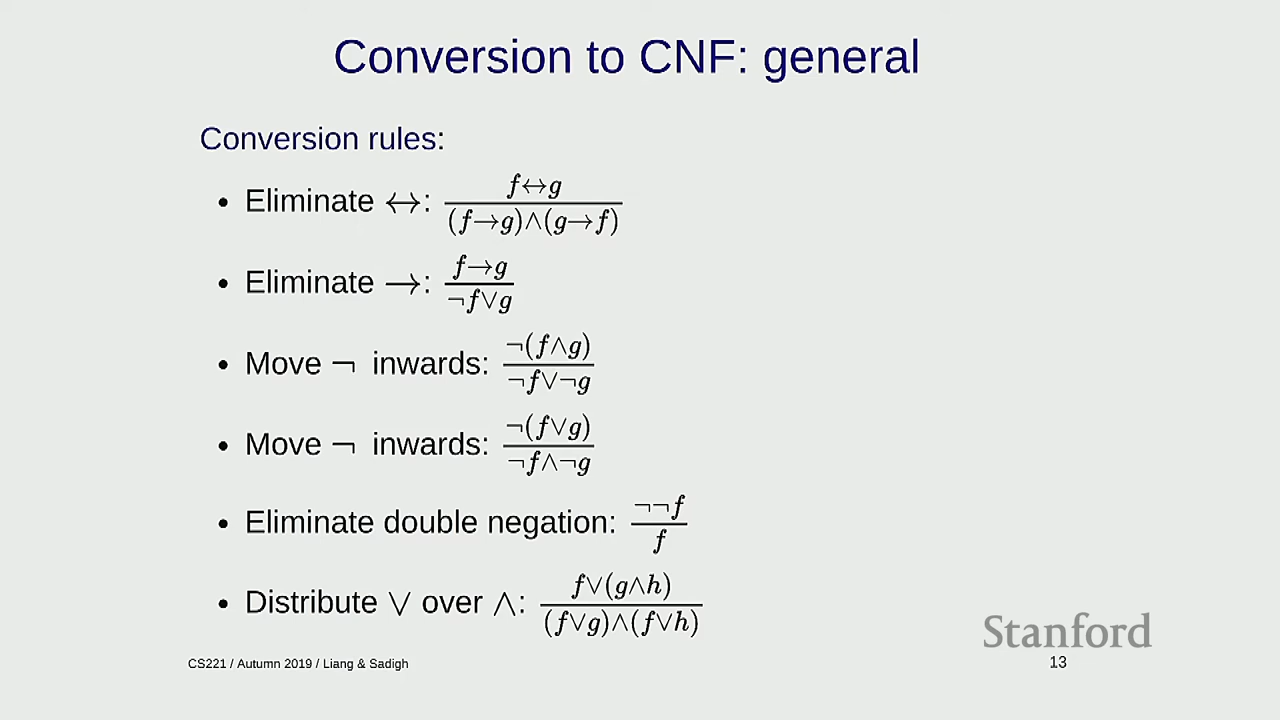 Conversion to CNF: general
Conversion rules:
• Eliminate ↔: f↔g / (f→g)∧(g→f)
• Eliminate →: f→g / ¬f∨g
• Move ¬ inwards: ¬(f∧g) / ¬f∨¬g
• Move ¬ inwards: ¬(f∨g) / ¬f∧¬g
• Eliminate double negation: ¬¬f / f
• Distribute ∨ over ∧: f∨(g∧h) / (f∨g)∧(f∨h)
Stanford
CS221 / Autumn 2019 / Liang & Sadigh
13